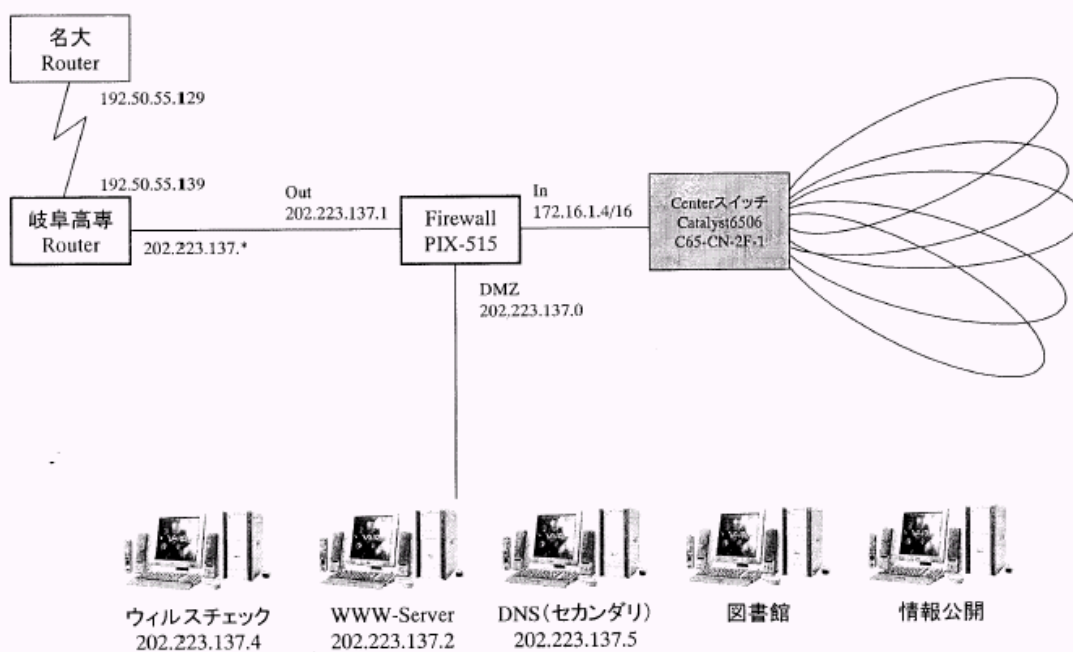 名大
Router
192.50.55.129
192.50.55.139
岐阜高専
Router
202.223.137.*
Out
202.223.137.1
Firewall
PIX-515
In
172.16.1.4/16
Centerスイッチ
Catalyst6506
C65-CN-2F-1
DMZ
202.223.137.0
ウィルスチェック
202.223.137.4
WWW-Server
202.223.137.2
DNS(セカンダリ)
202.223.137.5
図書館
情報公開